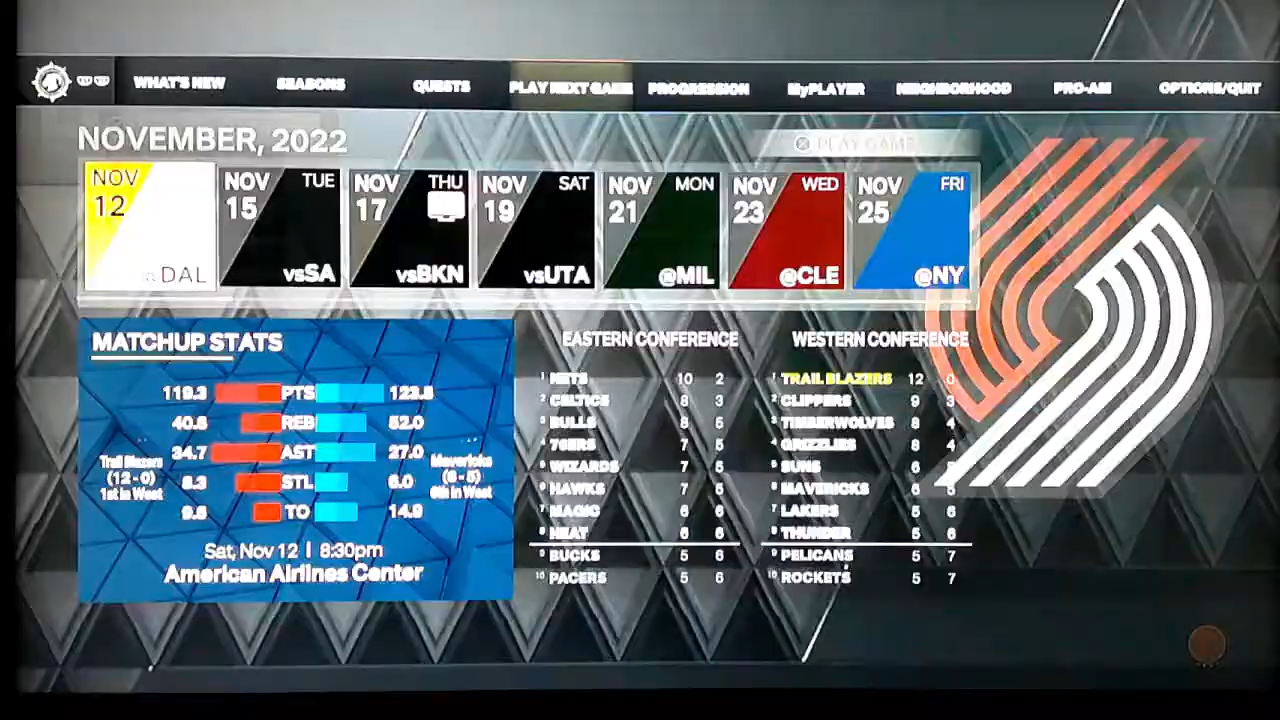 WHAT'S NEW SEASONS QUESTS PLAY NEXT GAME PROGRESSION MyPLAYER NEIGHBORHOOD PRO-AM OPTIONS/QUIT
NOVEMBER, 2022
PLAY GAME
NOV 12 DAL
NOV 15 TUE vsSA
NOV 17 THU vsBKN
NOV 19 SAT vsUTA
NOV 21 MON @MIL
NOV 23 WED @CLE
NOV 25 FRI @NY
MATCHUP STATS
119.3 PTS 123.5
40.8 REB 52.0
34.7 AST 27.0
8.3 STL 6.0
9.8 TO 14.9
Trail Blazers
(12 - 0)
1st in West
Mavericks
(6 - 5)
6th in West
Sat, Nov 12 | 8:30pm
American Airlines Center
EASTERN CONFERENCE
1 NETS 10 2
2 CELTICS 8 3
3 BULLS 8 5
4 76ERS 7 5
5 WIZARDS 7 5
6 HAWKS 7 5
7 MAGIC 6 6
8 HEAT 6 6
9 BUCKS 5 6
10 PACERS 5 6
WESTERN CONFERENCE
1 TRAIL BLAZERS 12 0
2 CLIPPERS 9 3
3 TIMBERWOLVES 8 4
4 GRIZZLIES 8 4
5 SUNS 6
6 MAVERICKS 6 5
7 LAKERS 5 6
8 THUNDER 5 6
9 PELICANS 5 7
10 ROCKETS 5 7